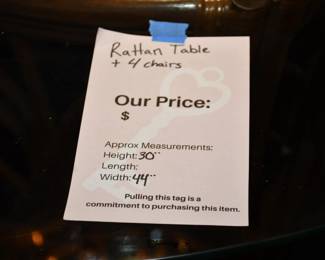 Rattan Table
+ 4 chairs
Our Price:
$
Approx Measurements:
Height: 30"
Length:
Width: 44"
Pulling this tag is a
commitment to purchasing this item.